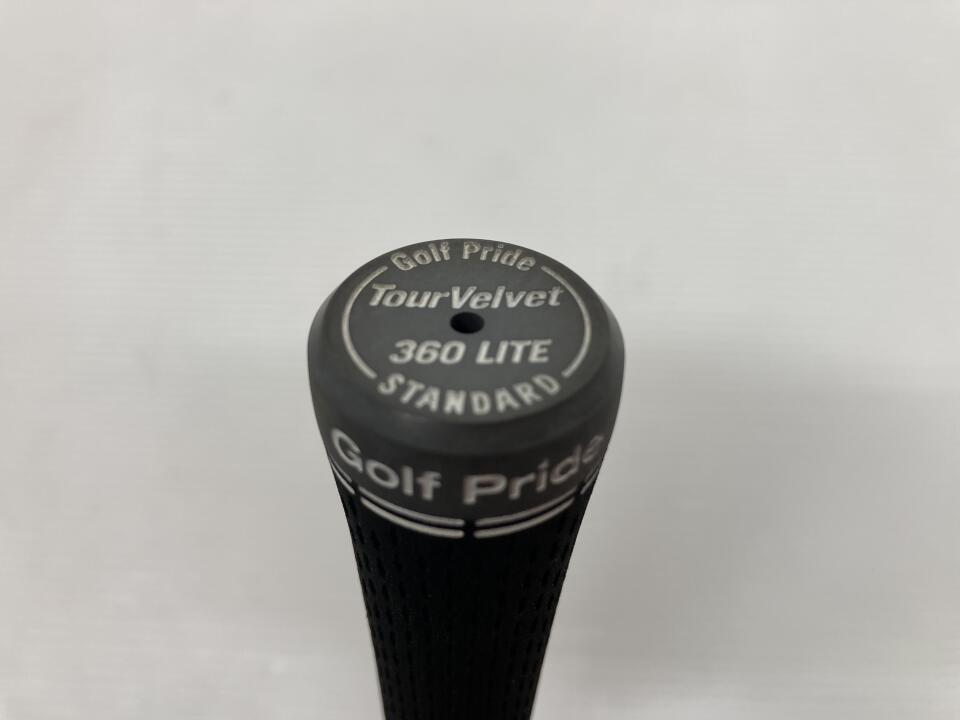 Golf Pride
TourVelvet
360 LITE
STANDARD
Golf Pride